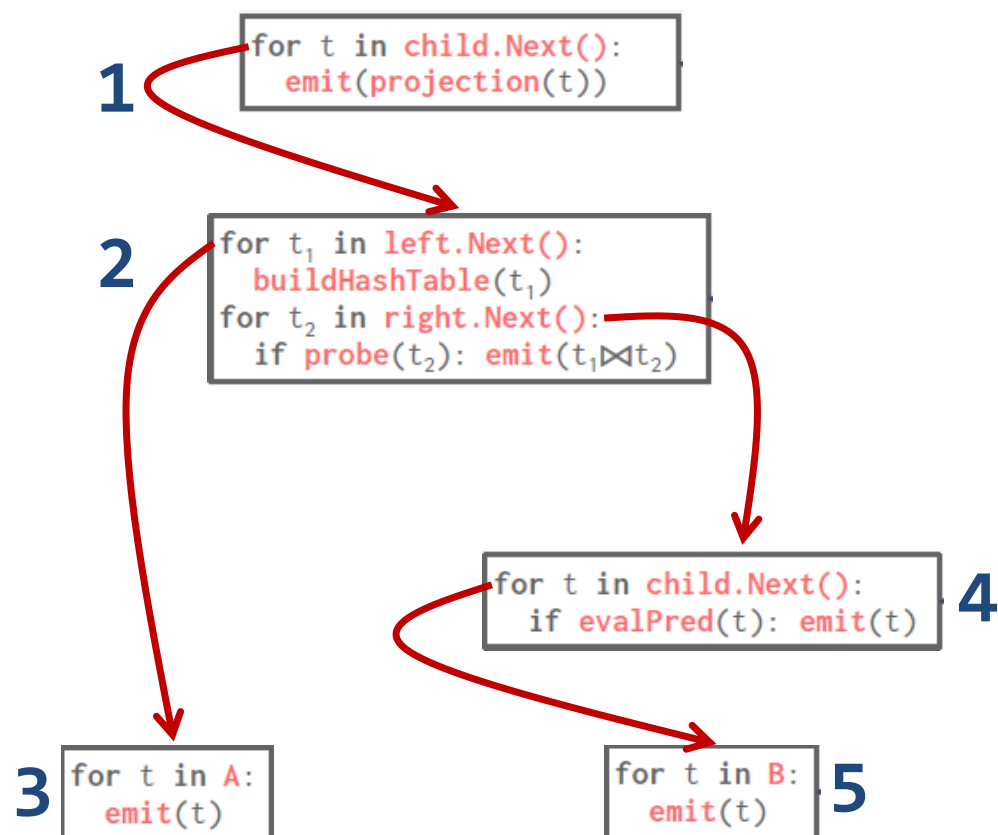 1
for t in child.Next():
emit(projection(t))
2
for t₁ in left.Next():
buildHashTable(t₁)
for t₂ in right.Next():
if probe(t₂): emit(t₁⋈t₂)
for t in child.Next():
if evalPred(t): emit(t)
4
3
for t in A:
emit(t)
for t in B:
emit(t)
5